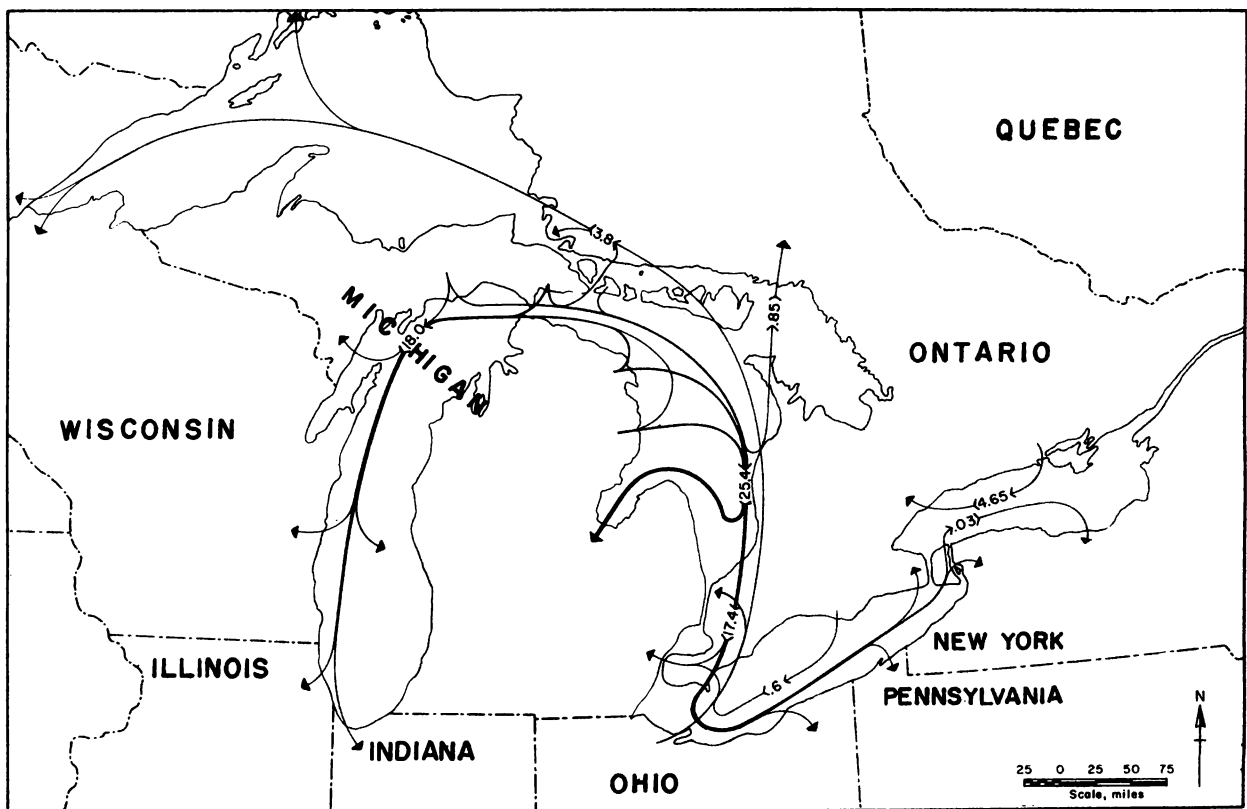 QUEBEC
(3.8
MICHIGAN
18.0
.85)
ONTARIO
WISCONSIN
(25.4
(4.65
.03)
(17.4
ILLINOIS
NEW YORK
(.6
PENNSYLVANIA
N
INDIANA
OHIO
25 0 25 50 75
Scale, miles